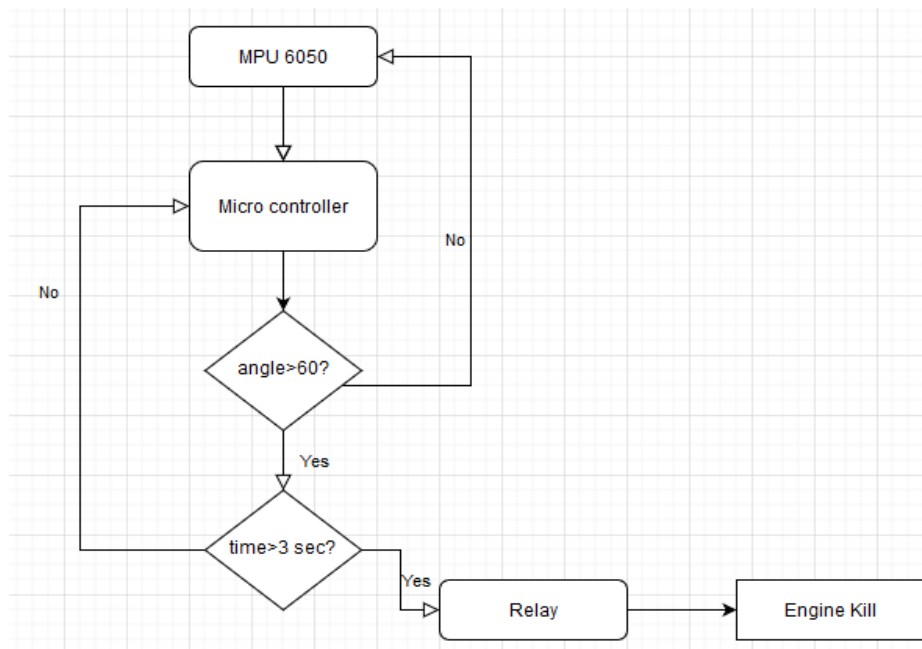 MPU 6050
Micro controller
No
No
angle>60?
Yes
time>3 sec?
Yes
Relay
Engine Kill